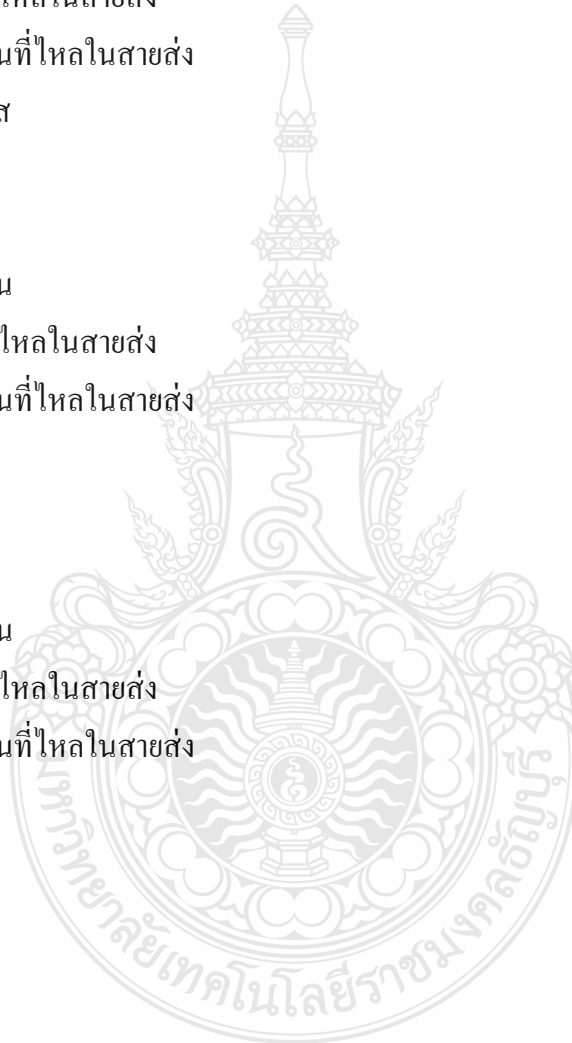 นที่ไหลในสายส่ง
ส
น
ไหลในสายส่ง
นที่ไหลในสายส่ง
น
ไหลในสายส่ง
นที่ไหลในสายส่ง
มหาวิทยาลัยเทคโนโลยีราชมงคลธัญบุรี